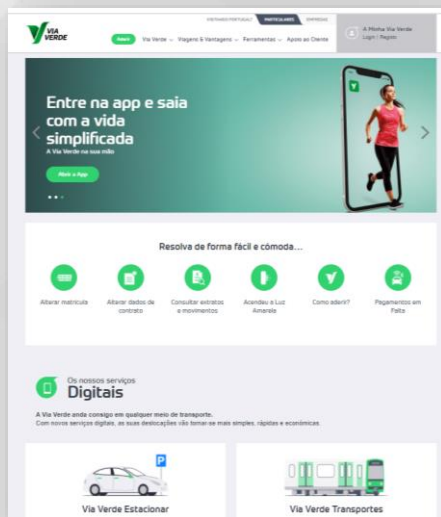 VIA
VERDE
VISITANDO PORTUGAL?
PARTICULARES
EMPRESAS
Aderir
Via Verde
Viagens & Vantagens
Ferramentas
Apoio ao Cliente
A Minha Via Verde
Login | Registo
Entre na app e saia
com a vida
simplificada
A Via Verde na sua mão
Abrir a App
Resolva de forma fácil e cómoda...
Alterar matrícula
Alterar dados de
contrato
Consultar extratos
e movimentos
Acendeu a Luz
Amarela
Como aderir?
Pagamentos em
Falta
Os nossos serviços
Digitais
A Via Verde anda consigo em qualquer meio de transporte.
Com novos serviços digitais, as suas deslocações vão tornar-se mais simples, rápidas e económicas.
P
Via Verde Estacionar
Via Verde Transportes